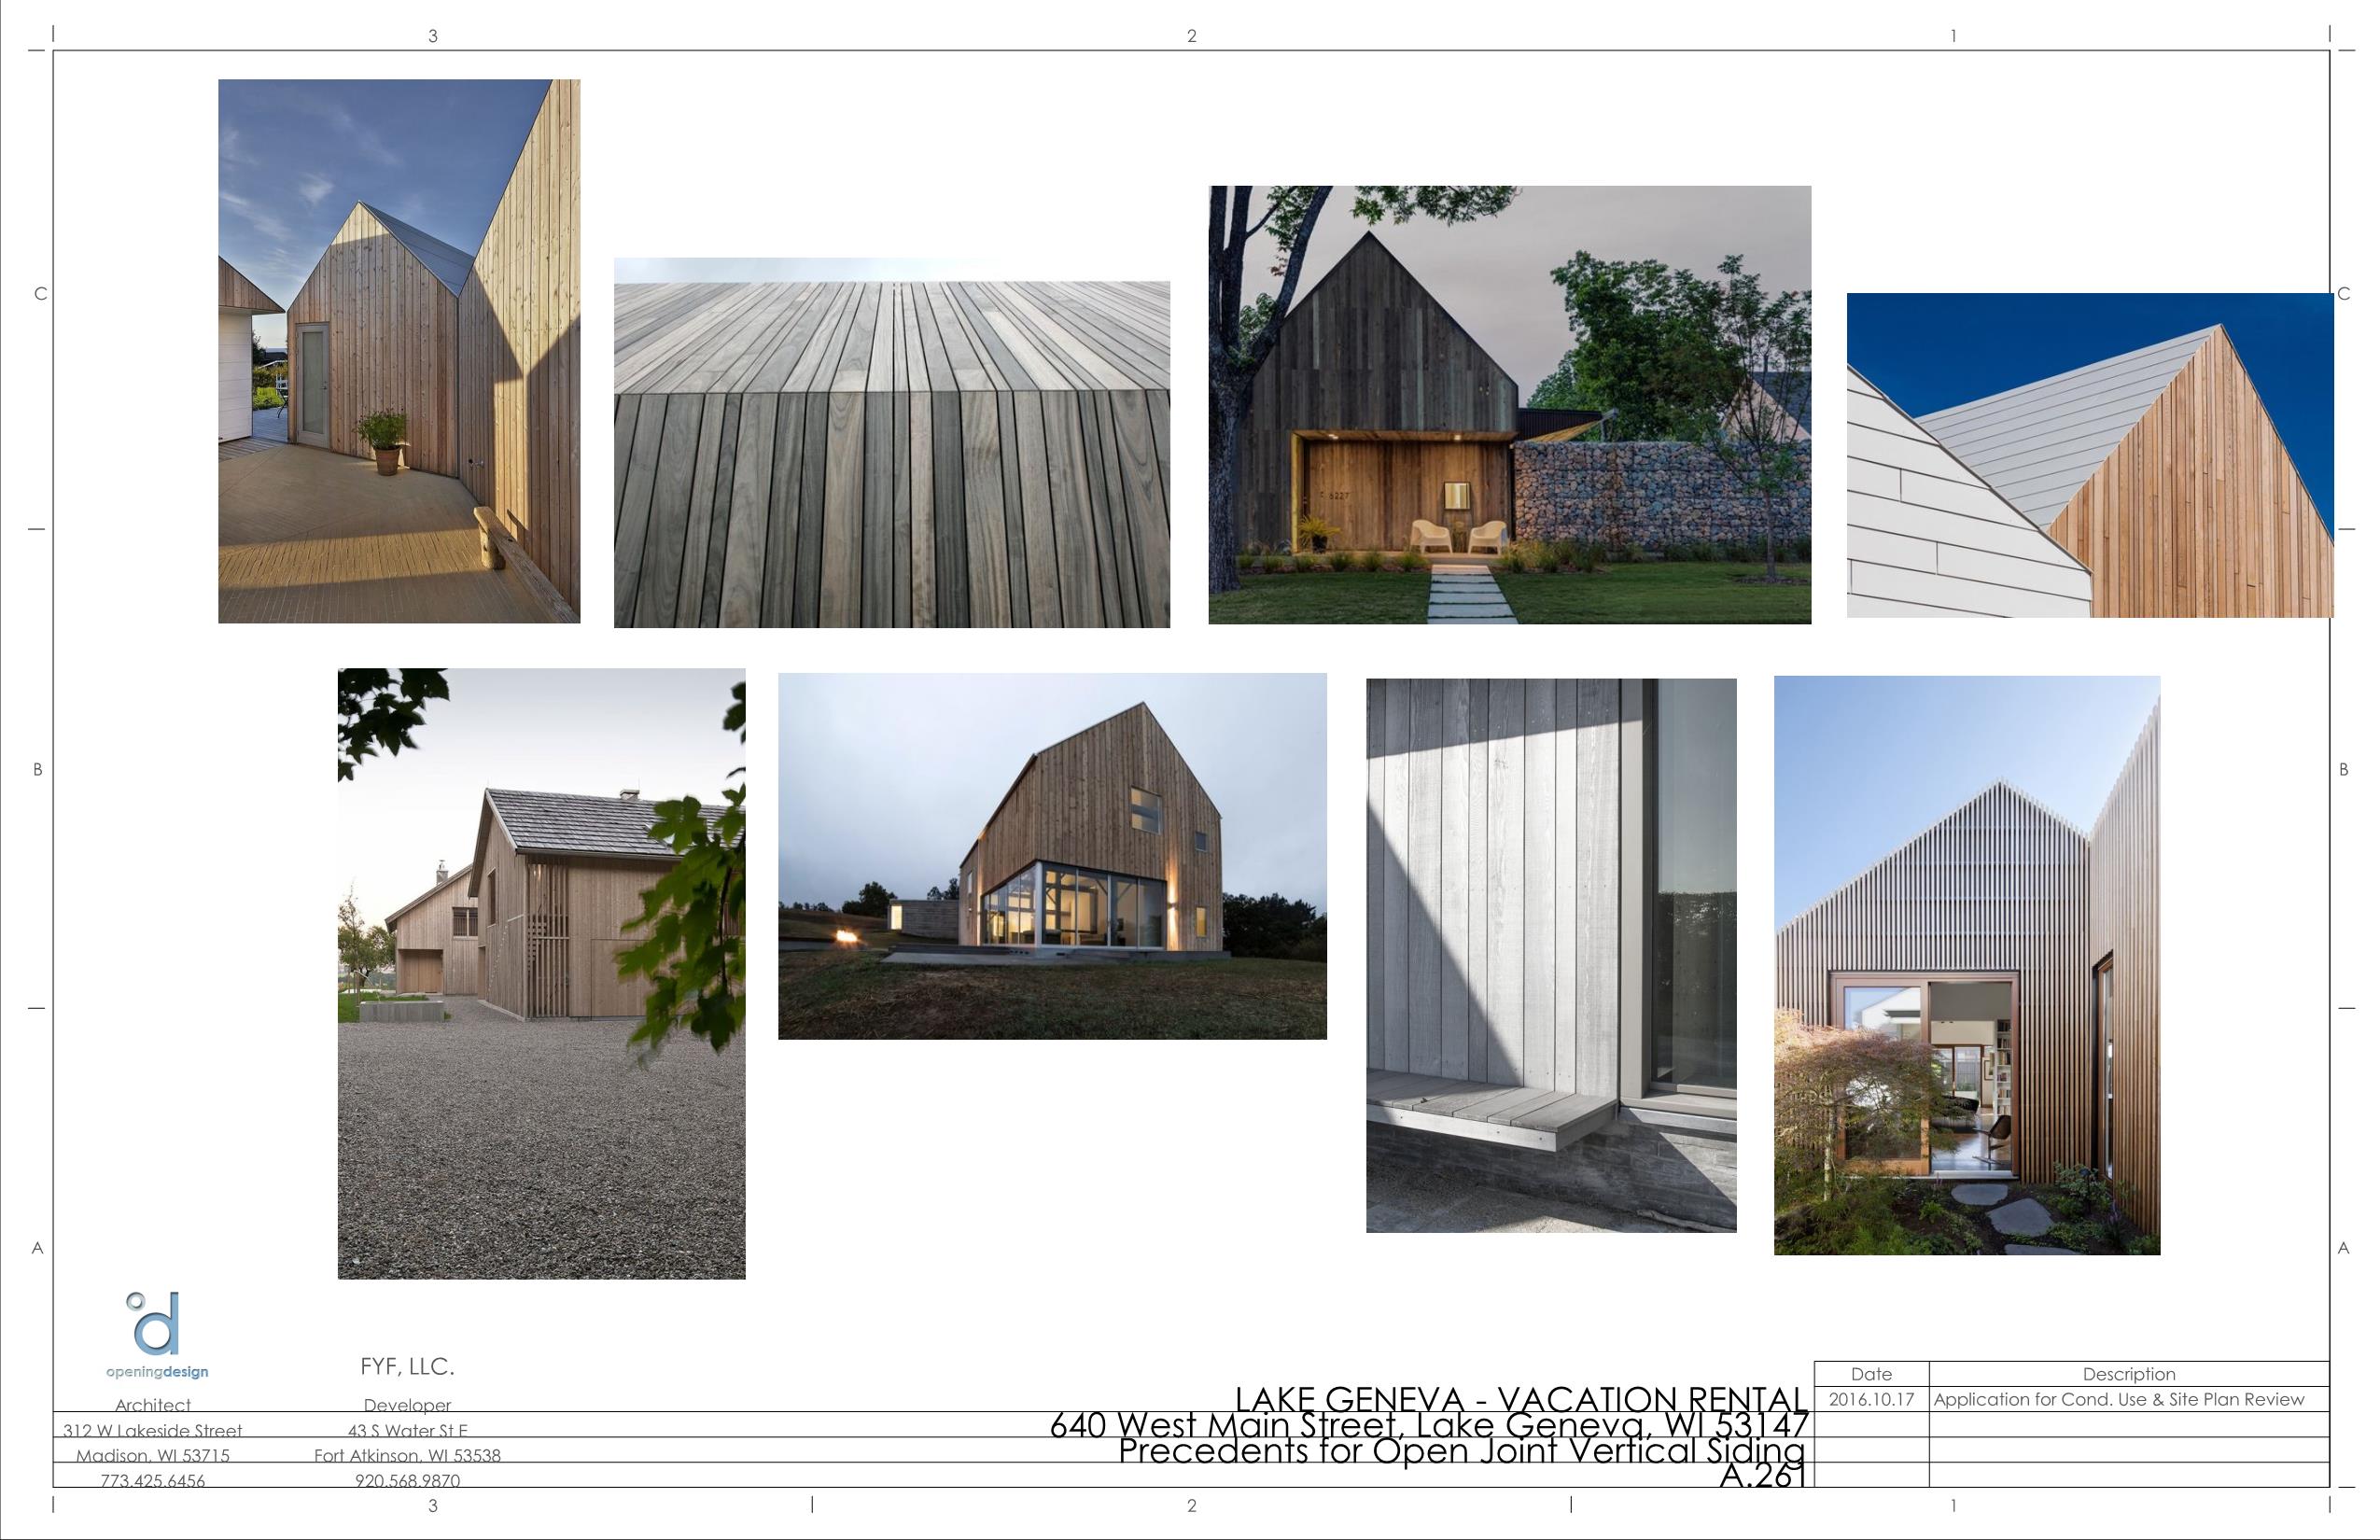 3 2 1
C C
6227
B B
A A
openingdesign
Architect
312 W Lakeside Street
Madison, WI 53715
773.425.6456
FYF, LLC.
Developer
43 S Water St E
Fort Atkinson, WI 53538
920.568.9870
LAKE GENEVA - VACATION RENTAL
640 West Main Street, Lake Geneva, WI 53147
Precedents for Open Joint Vertical Siding
A.261
Date Description
2016.10.17 Application for Cond. Use & Site Plan Review
3 2 1